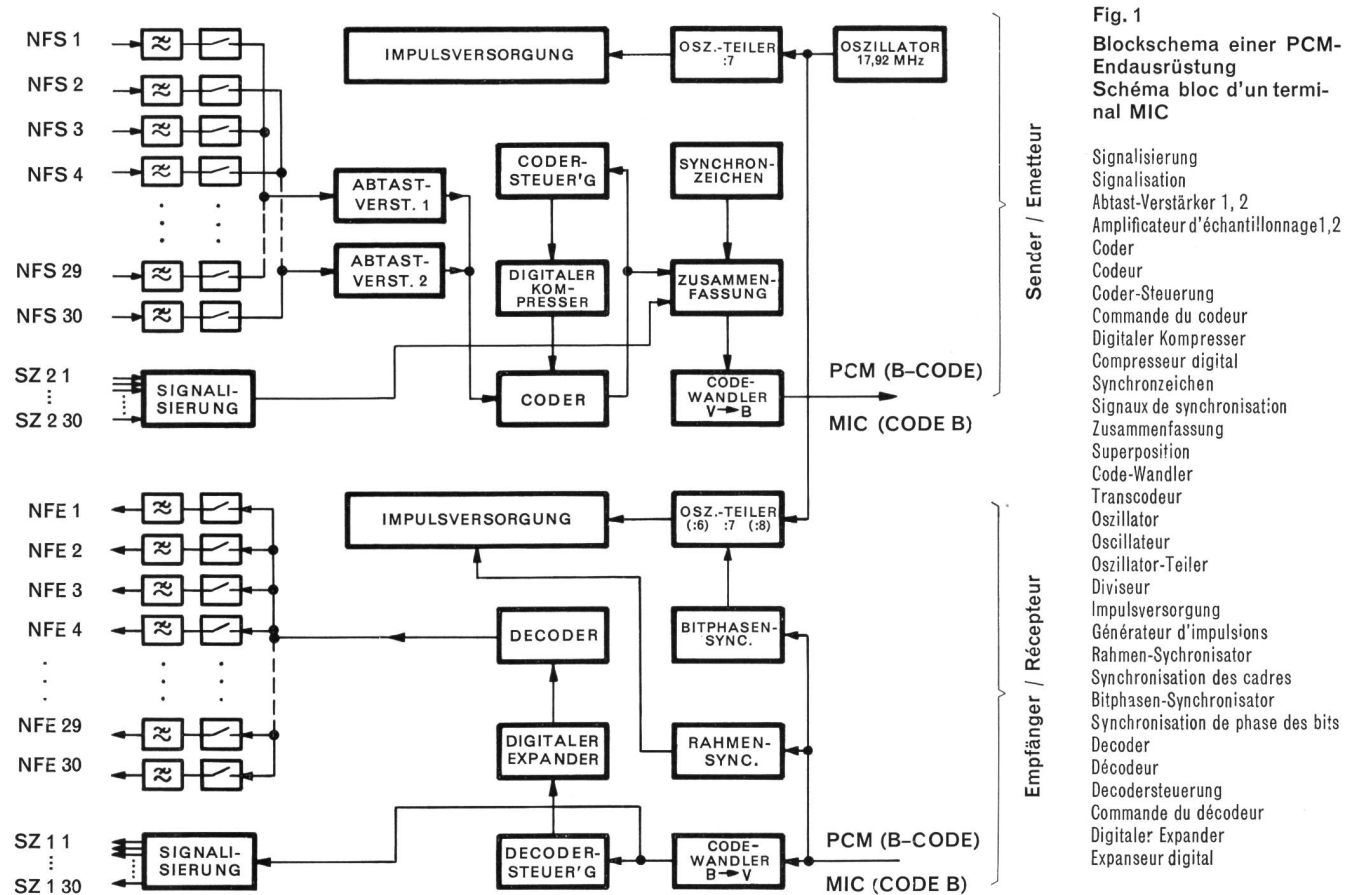 NFS 1
NFS 2
NFS 3
NFS 4
NFS 29
NFS 30
SZ 2 1
SZ 2 30
SIGNALI-
SIERUNG
IMPULSVERSORGUNG
OSZ.-TEILER
:7
OSZILLATOR
17,92 MHz
ABTAST-
VERST. 1
ABTAST-
VERST. 2
CODER-
STEUER'G
DIGITALER
KOM-
PRESSER
CODER
SYNCHRON-
ZEICHEN
ZUSAMMEN-
FASSUNG
CODE-
WANDLER
V→B
PCM (B–CODE)
MIC (CODE B)
Sender / Emetteur
NFE 1
NFE 2
NFE 3
NFE 4
NFE 29
NFE 30
SZ 1 1
SZ 1 30
SIGNALI-
SIERUNG
IMPULSVERSORGUNG
OSZ.-TEILER
(:6) :7 (:8)
DECODER
BITPHASEN-
SYNC.
DIGITALER
EXPANDER
RAHMEN-
SYNC.
DECODER-
STEUER'G
CODE-
WANDLER
B→V
PCM (B–CODE)
MIC (CODE B)
Empfänger / Récepteur
Fig. 1
Blockschema einer PCM-
Endausrüstung
Schéma bloc d'un termi-
nal MIC
Signalisierung
Signalisation
Abtast-Verstärker 1, 2
Amplificateur d'échantillonnage 1,2
Coder
Codeur
Coder-Steuerung
Commande du codeur
Digitaler Kompresser
Compresseur digital
Synchronzeichen
Signaux de synchronisation
Zusammenfassung
Superposition
Code-Wandler
Transcodeur
Oszillator
Oscillateur
Oszillator-Teiler
Diviseur
Impulsversorgung
Générateur d'impulsions
Rahmen-Sychronisator
Synchronisation des cadres
Bitphasen-Synchronisator
Synchronisation de phase des bits
Decoder
Décodeur
Decodersteuerung
Commande du décodeur
Digitaler Expander
Expanseur digital